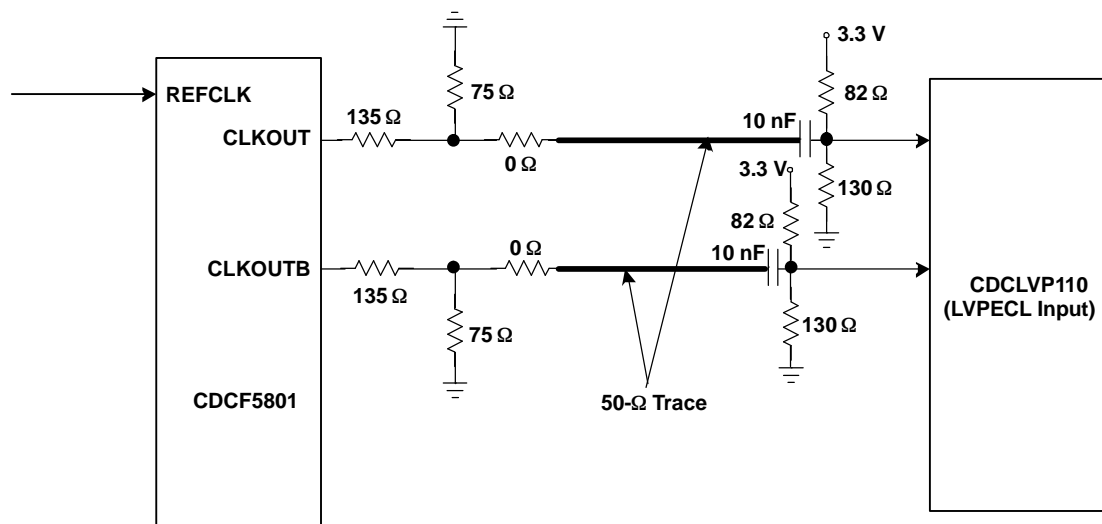 3.3 V
REFCLK
75 Ω
82 Ω
135 Ω
10 nF
CLKOUT
0 Ω
3.3 V
130 Ω
82 Ω
0 Ω
10 nF
CLKOUTB
135 Ω
CDCLVP110
(LVPECL Input)
75 Ω
130 Ω
CDCF5801
50-Ω Trace